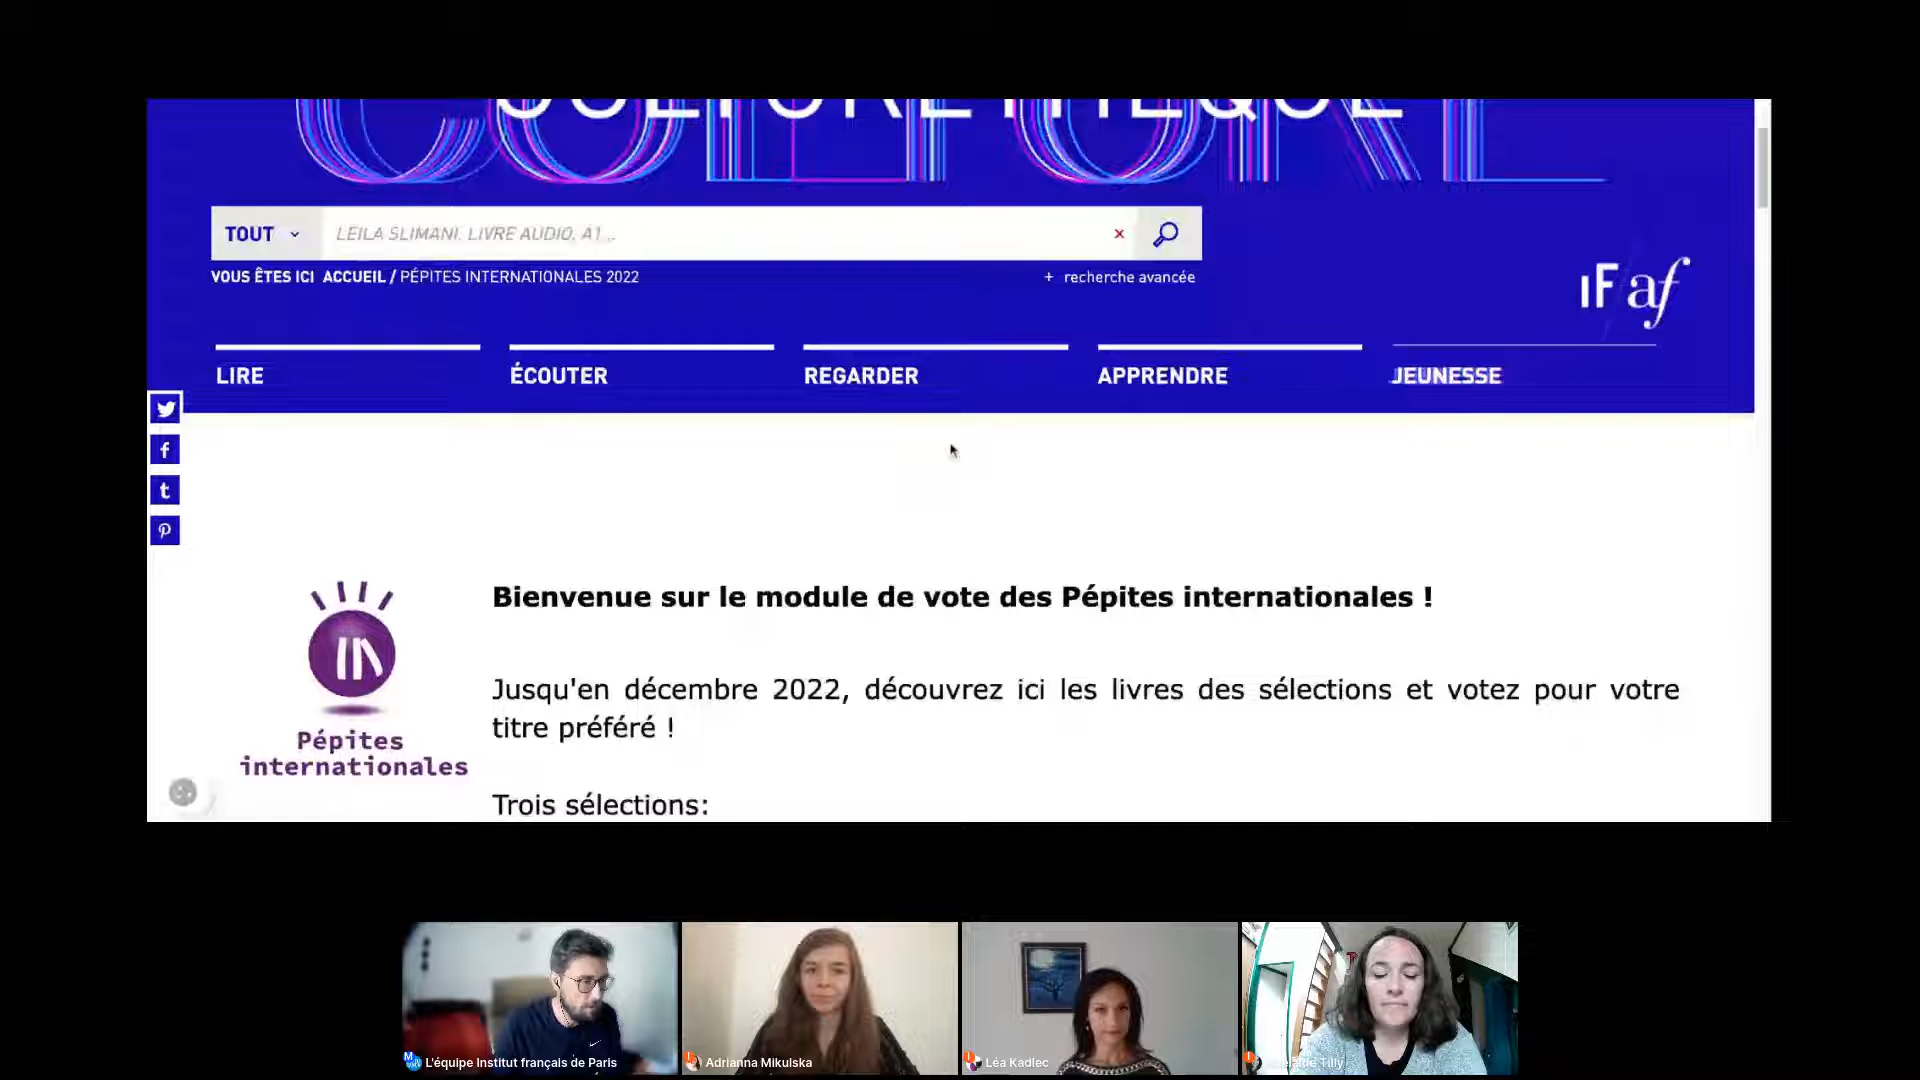 CULTURETHÈQUE
TOUT
LEILA SLIMANI, LIVRE AUDIO, A1 ...
VOUS ÊTES ICI ACCUEIL / PÉPITES INTERNATIONALES 2022
+ recherche avancée
IF af
LIRE
ÉCOUTER
REGARDER
APPRENDRE
JEUNESSE
Bienvenue sur le module de vote des Pépites internationales !
Jusqu'en décembre 2022, découvrez ici les livres des sélections et votez pour votre
titre préféré !
Pépites
internationales
Trois sélections:
L'équipe Institut français de Paris
Adrianna Mikulska
Léa Kadlec
Tilly